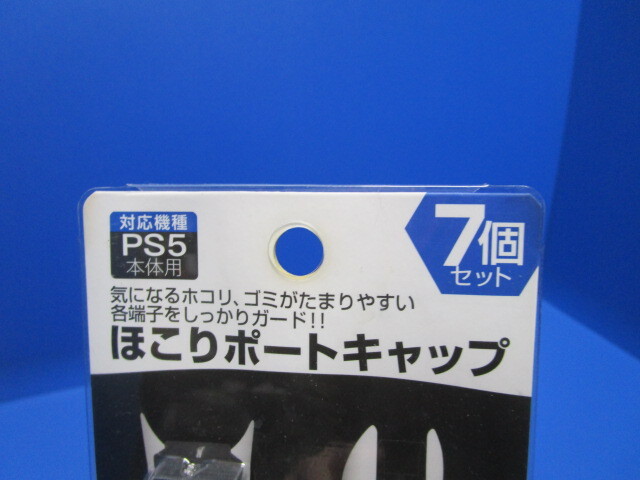 対応機種
PS5
本体用
7個
セット
気になるホコリ、ゴミがたまりやすい
各端子をしっかりガード!!
ほこりポートキャップ